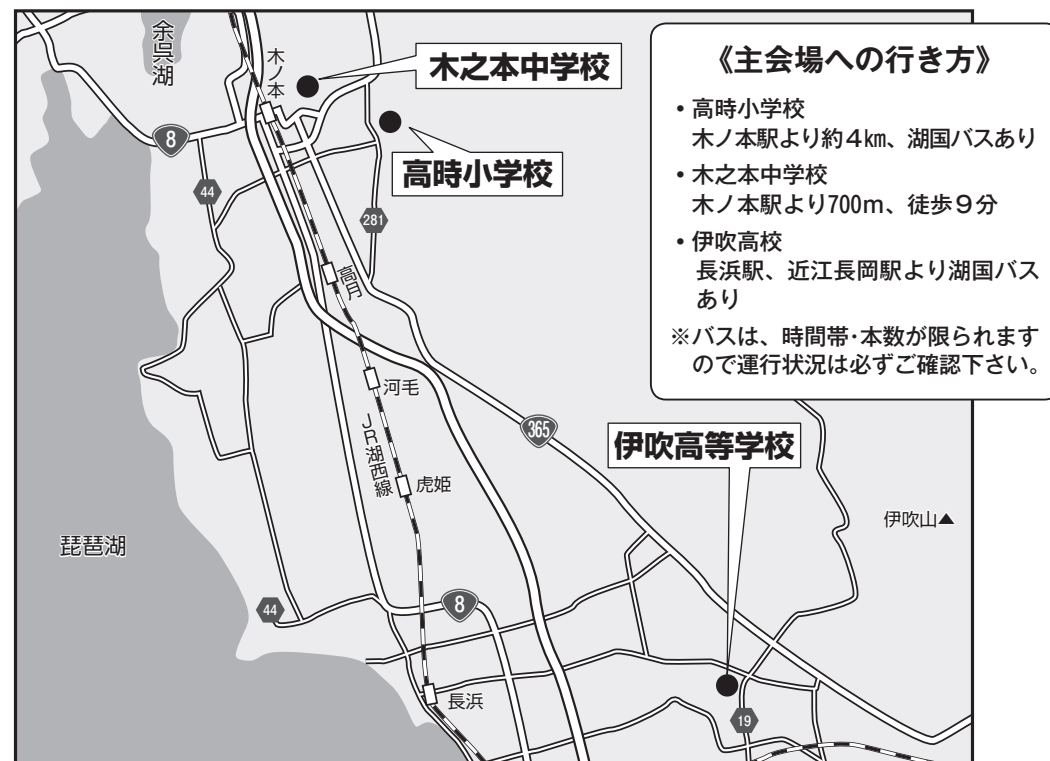 余呉湖
木ノ本
木之本中学校
8
高時小学校
44
281
高月
河毛
JR湖西線
虎姫
365
伊吹高等学校
伊吹山▲
琵琶湖
44
8
長浜
19
《主会場への行き方》
・高時小学校
木ノ本駅より約4km、湖国バスあり
・木之本中学校
木ノ本駅より700m、徒歩9分
・伊吹高校
長浜駅、近江長岡駅より湖国バス
あり
※バスは、時間帯・本数が限られます
ので運行状況は必ずご確認下さい。